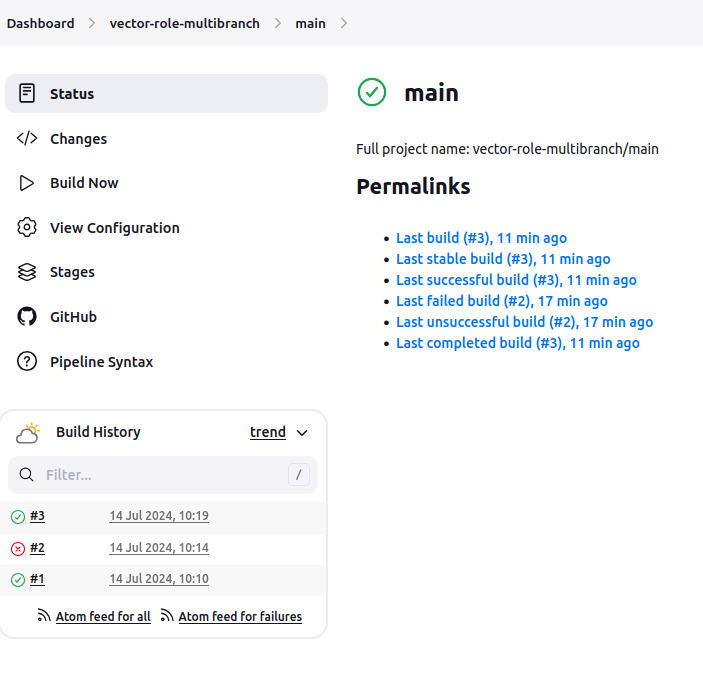 Dashboard > vector-role-multibranch > main >
Status
Changes
Build Now
View Configuration
Stages
GitHub
Pipeline Syntax
Build History trend
Filter... /
#3 14 Jul 2024, 10:19
#2 14 Jul 2024, 10:14
#1 14 Jul 2024, 10:10
Atom feed for all Atom feed for failures
main
Full project name: vector-role-multibranch/main
Permalinks
• Last build (#3), 11 min ago
• Last stable build (#3), 11 min ago
• Last successful build (#3), 11 min ago
• Last failed build (#2), 17 min ago
• Last unsuccessful build (#2), 17 min ago
• Last completed build (#3), 11 min ago